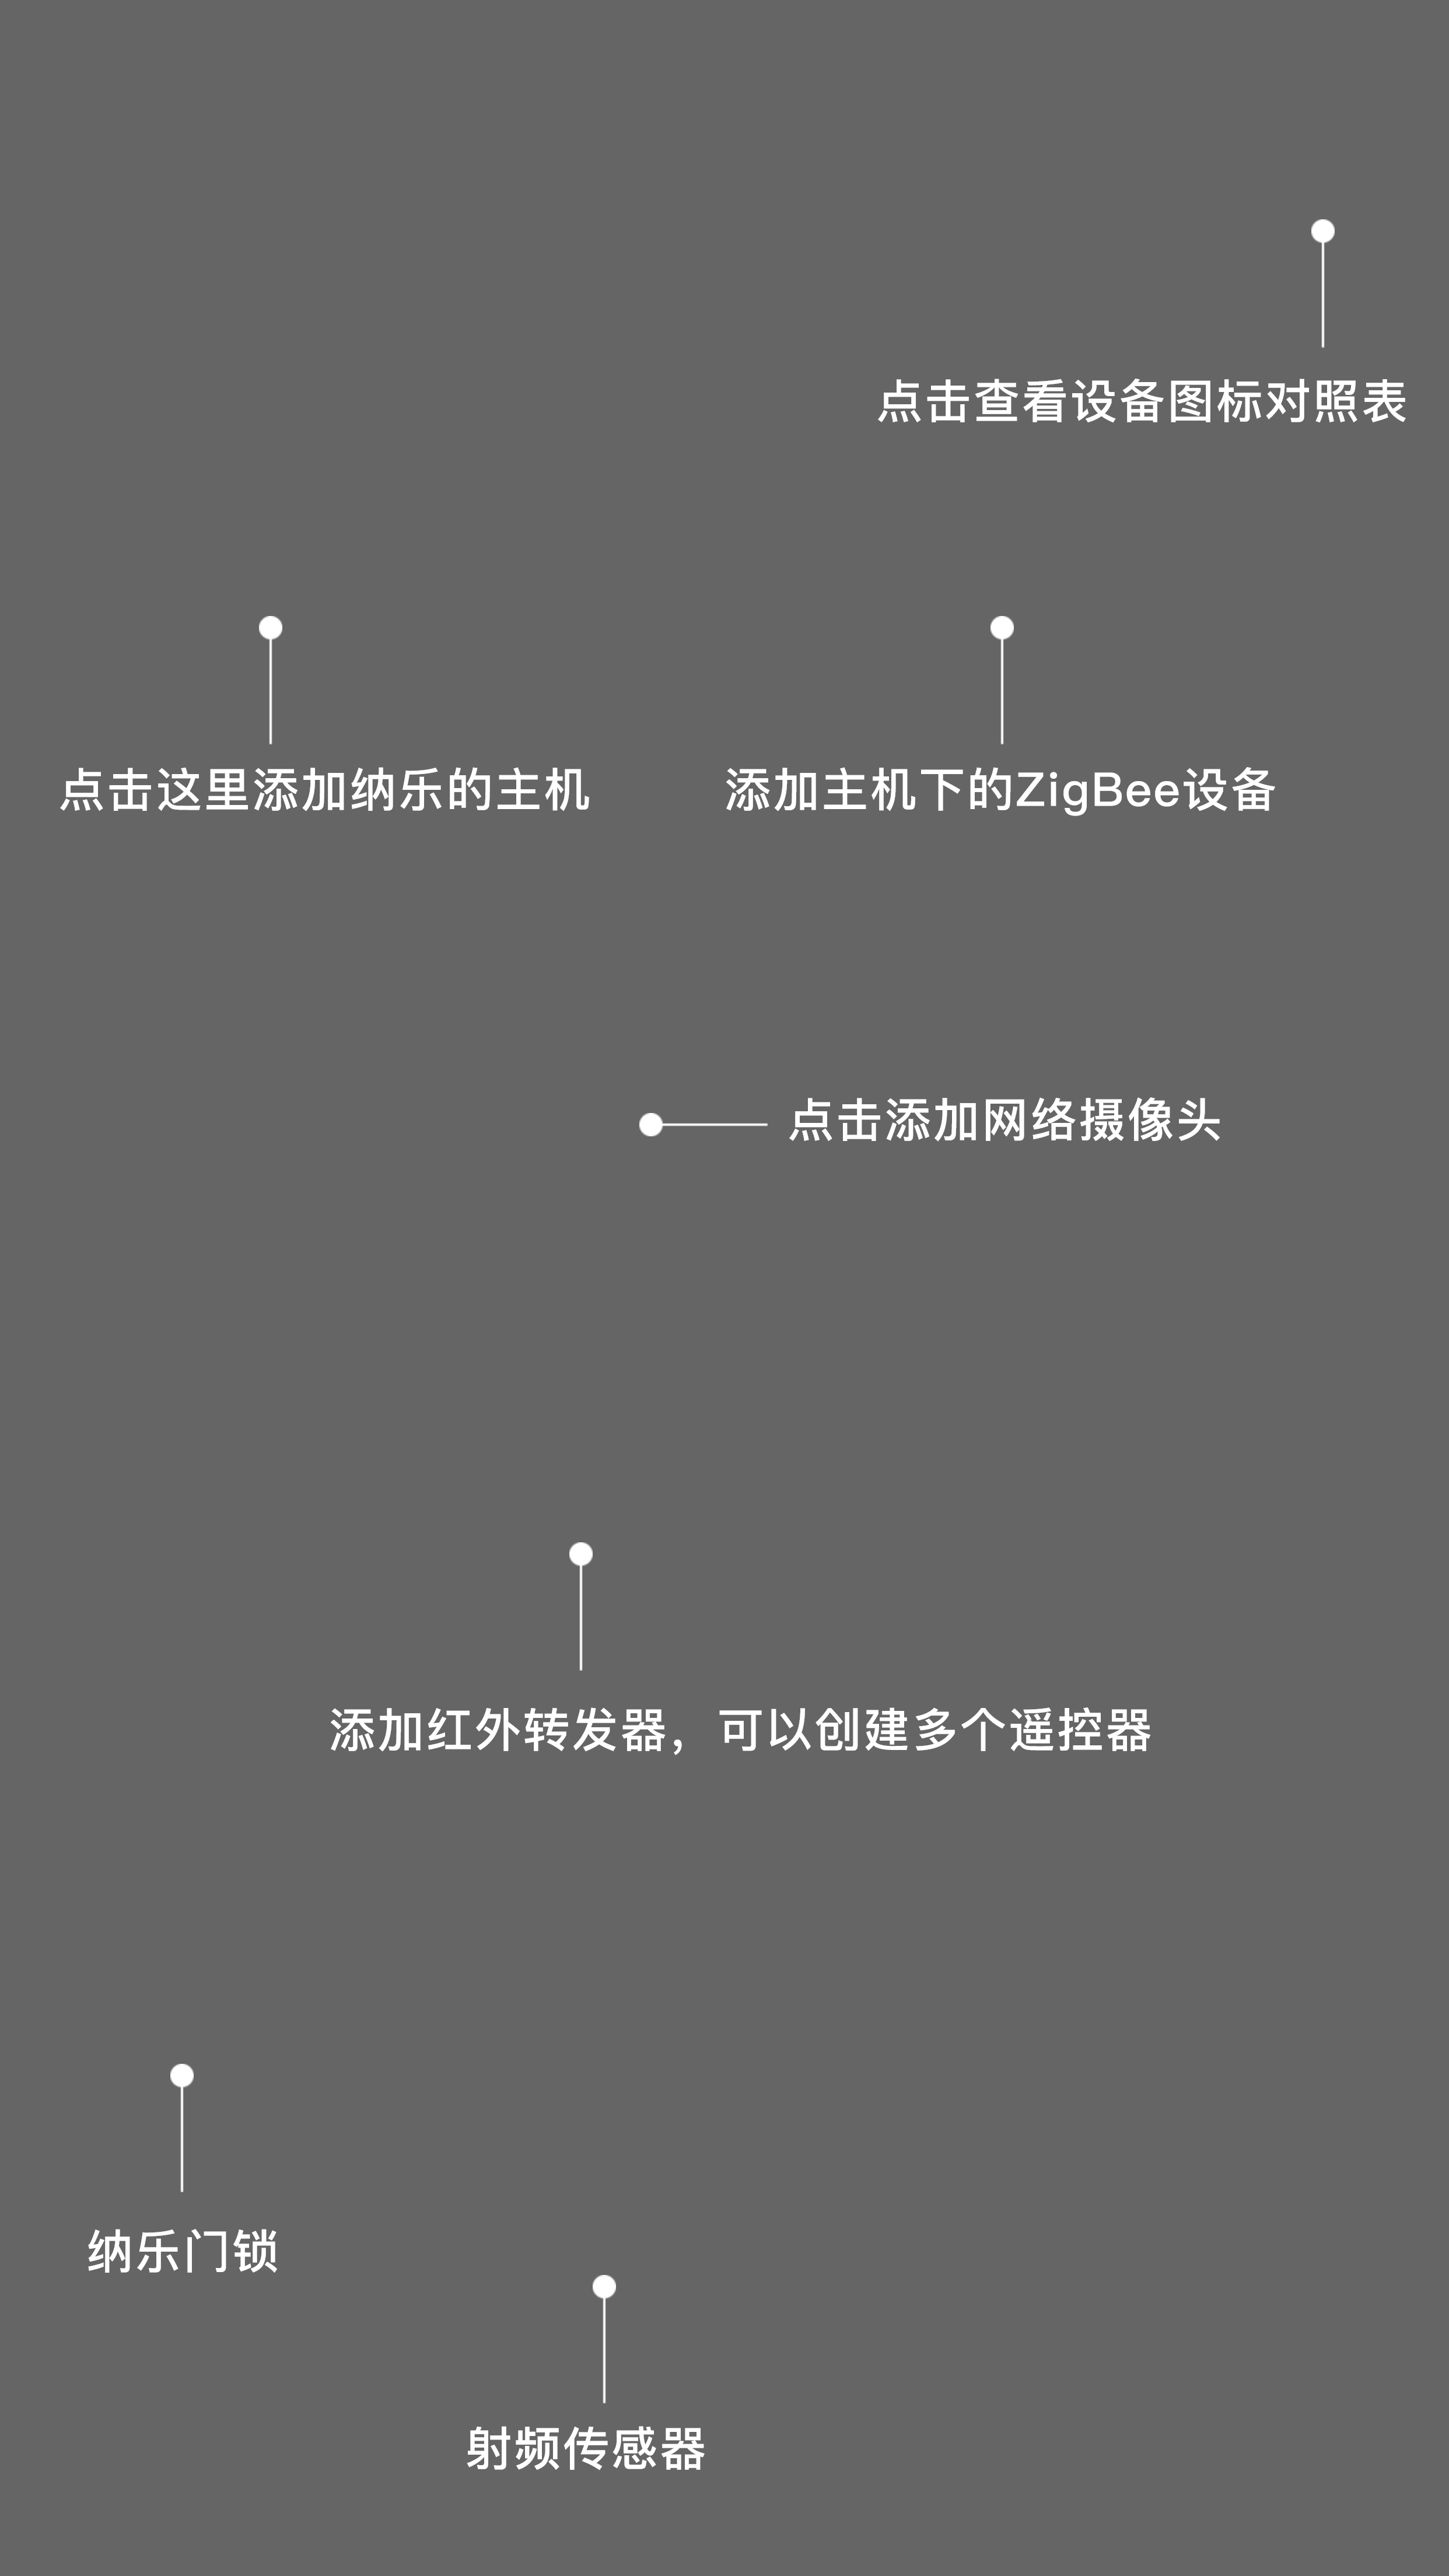 点击查看设备图标对照表
点击这里添加纳乐的主机
添加主机下的ZigBee设备
点击添加网络摄像头
添加红外转发器，可以创建多个遥控器
纳乐门锁
射频传感器